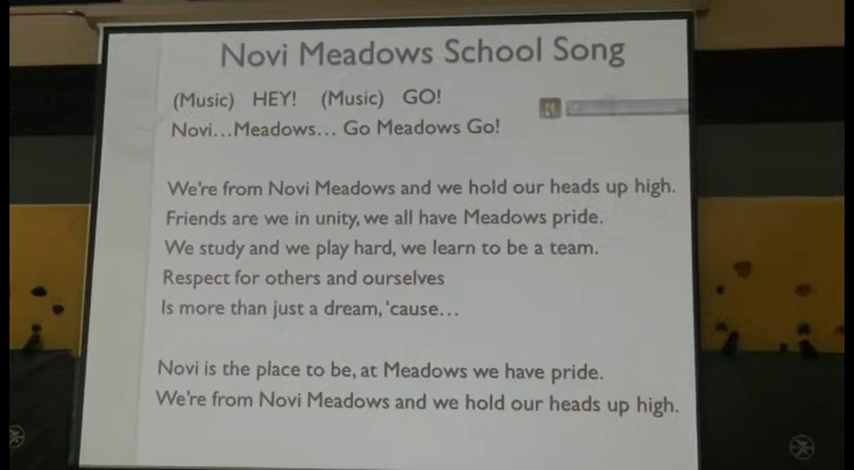 Novi Meadows School Song
(Music) HEY! (Music) GO!
Novi...Meadows... Go Meadows Go!
We're from Novi Meadows and we hold our heads up high.
Friends are we in unity, we all have Meadows pride.
We study and we play hard, we learn to be a team.
Respect for others and ourselves
Is more than just a dream, 'cause...
Novi is the place to be, at Meadows we have pride.
We're from Novi Meadows and we hold our heads up high.